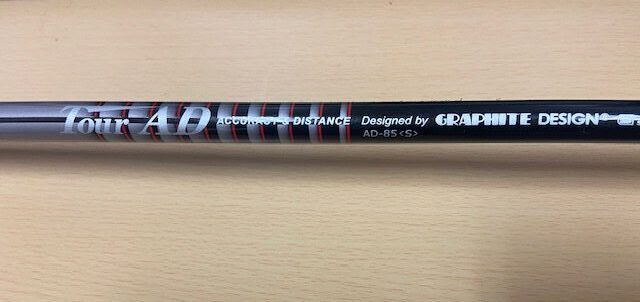 Tour AD ACCURACY & DISTANCE Designed by GRAPHITE DESIGN®
AD-85 <S>